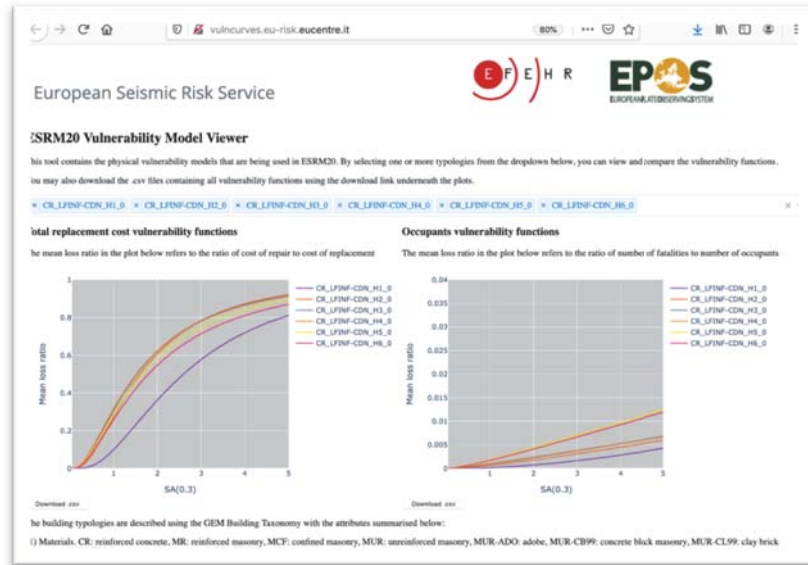 vulncurves.eu-risk.eucentre.it
80%
European Seismic Risk Service
EFEHR
EPOS
EUROPEAN PLATE OBSERVING SYSTEM
ESRM20 Vulnerability Model Viewer
his tool contains the physical vulnerability models that are being used in ESRM20. By selecting one or more typologies from the dropdown below, you can view and compare the vulnerability functions.
ou may also download the .csv files containing all vulnerability functions using the download link underneath the plots.
× CR_LFINF-CDN_H1_0 × CR_LFINF-CDN_H2_0 × CR_LFINF-CDN_H3_0 × CR_LFINF-CDN_H4_0 × CR_LFINF-CDN_H5_0 × CR_LFINF-CDN_H6_0 ×
otal replacement cost vulnerability functions
he mean loss ratio in the plot below refers to the ratio of cost of repair to cost of replacement
1
0.8
0.6
0.4
0.2
0
1 2 3 4 5
Mean loss ratio
SA(0.3)
CR_LFINF-CDN_H1_0
CR_LFINF-CDN_H2_0
CR_LFINF-CDN_H3_0
CR_LFINF-CDN_H4_0
CR_LFINF-CDN_H5_0
CR_LFINF-CDN_H6_0
Download .csv
Occupants vulnerability functions
The mean loss ratio in the plot below refers to the ratio of number of fatalities to number of occupants
0.04
0.035
0.03
0.025
0.02
0.015
0.01
0.005
0
1 2 3 4 5
Mean loss ratio
SA(0.3)
CR_LFINF-CDN_H1_0
CR_LFINF-CDN_H2_0
CR_LFINF-CDN_H3_0
CR_LFINF-CDN_H4_0
CR_LFINF-CDN_H5_0
CR_LFINF-CDN_H6_0
Download .csv
he building typologies are described using the GEM Building Taxonomy with the attributes summarised below:
) Materials. CR: reinforced concrete, MR: reinforced masonry, MCF: confined masonry, MUR: unreinforced masonry, MUR-ADO: adobe, MUR-CB99: concrete block masonry, MUR-CL99: clay brick